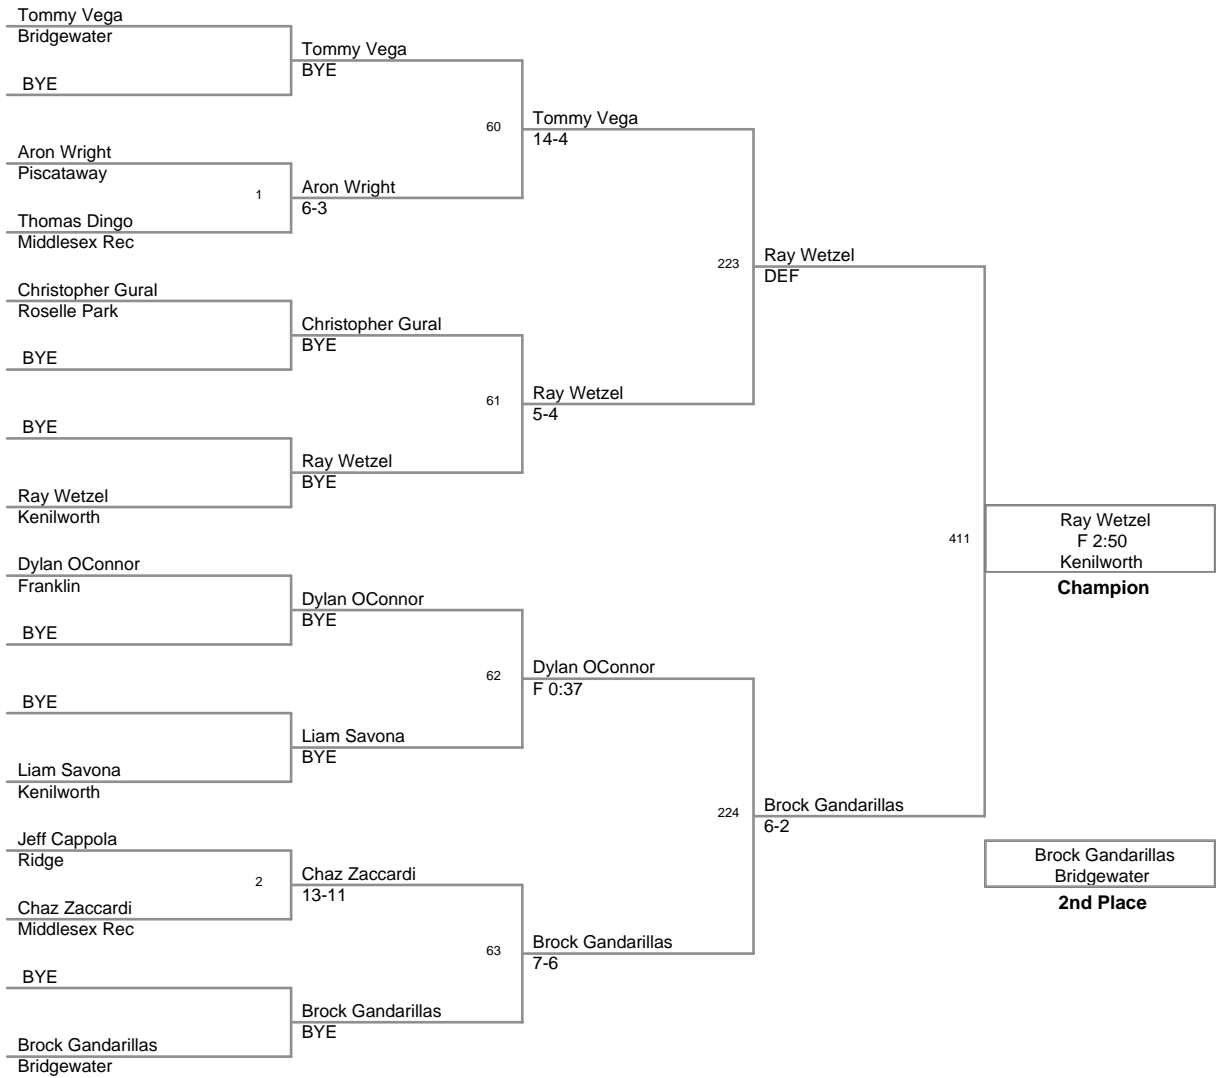 Tommy Vega
Bridgewater
BYE
Aron Wright
Piscataway
1
Thomas Dingo
Middlesex Rec
Christopher Gural
Roselle Park
BYE
BYE
Ray Wetzel
Kenilworth
Dylan OConnor
Franklin
BYE
BYE
Liam Savona
Kenilworth
Jeff Cappola
Ridge
2
Chaz Zaccardi
Middlesex Rec
BYE
Brock Gandarillas
Bridgewater
Tommy Vega
BYE
60
Aron Wright
6-3
Christopher Gural
BYE
61
Ray Wetzel
BYE
Dylan OConnor
BYE
62
Liam Savona
BYE
Chaz Zaccardi
13-11
63
Brock Gandarillas
BYE
Tommy Vega
14-4
223
Ray Wetzel
5-4
Dylan OConnor
F 0:37
224
Brock Gandarillas
7-6
Ray Wetzel
DEF
411
Brock Gandarillas
6-2
Ray Wetzel
F 2:50
Kenilworth
Champion
Brock Gandarillas
Bridgewater
2nd Place